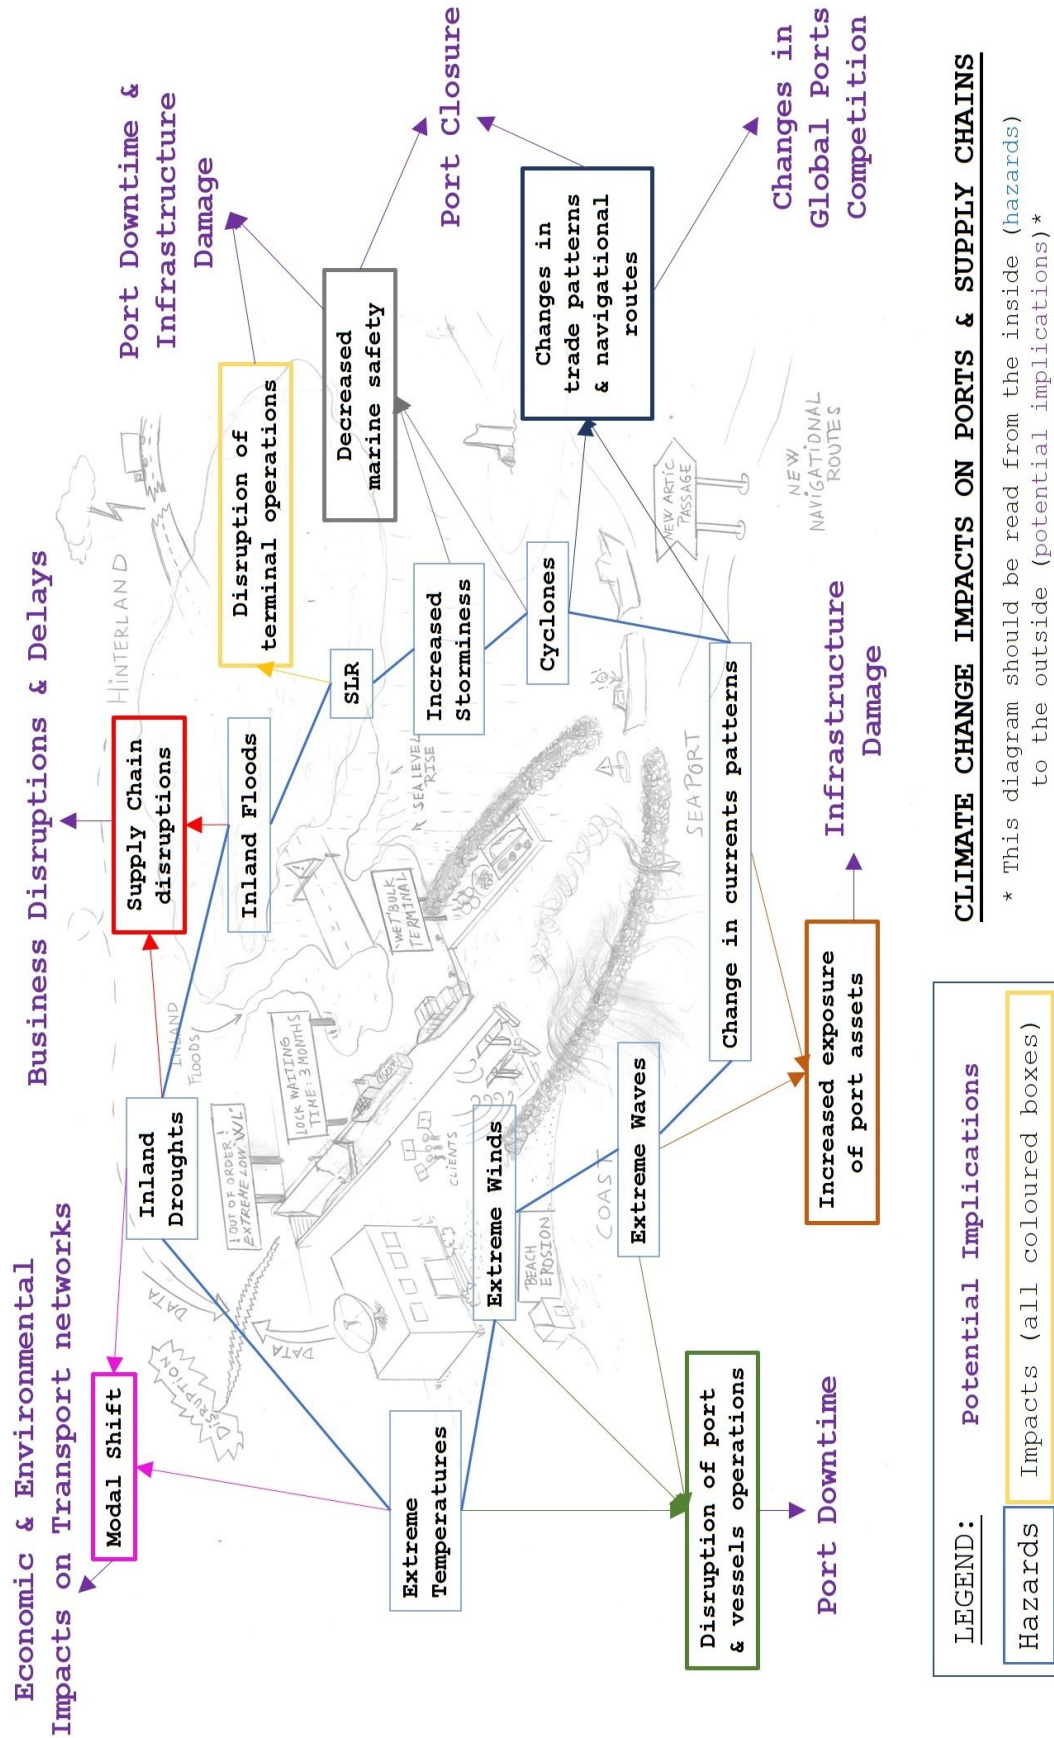 Economic & Environmental
Impacts on Transport networks
Business Disruptions & Delays
Port Downtime &
Infrastructure
Damage
Modal Shift
Inland
Droughts
Supply Chain
disruptions
HINTERLAND
Disruption of
terminal operations
Inland Floods
INLAND
FLOODS
DATA
DISRUPTION
DATA
! OUT OF ORDER !
EXTREME LOW W/L"
LOCK WAITING
TIME: 3 MONTHS
SLR
Decreased
marine safety
Port Closure
Extreme
Temperatures
"WET" BULK
TERMINAL
SEA LEVEL
RISE
Increased
Storminess
CLIENTS
Extreme Winds
Cyclones
Changes in
trade patterns
& navigational
routes
BEACH
EROSION
COAST
Extreme Waves
SEAPORT
Change in currents patterns
NEW ARTIC
PASSAGE
NEW
NAVIGATIONAL
ROUTES
Changes in
Global Ports
Competition
Disruption of port
& vessels operations
Port Downtime
Increased exposure
of port assets
Infrastructure
Damage
LEGEND:
Potential Implications
Hazards
Impacts (all coloured boxes)
CLIMATE CHANGE IMPACTS ON PORTS & SUPPLY CHAINS
* This diagram should be read from the inside (hazards)
to the outside (potential implications)*